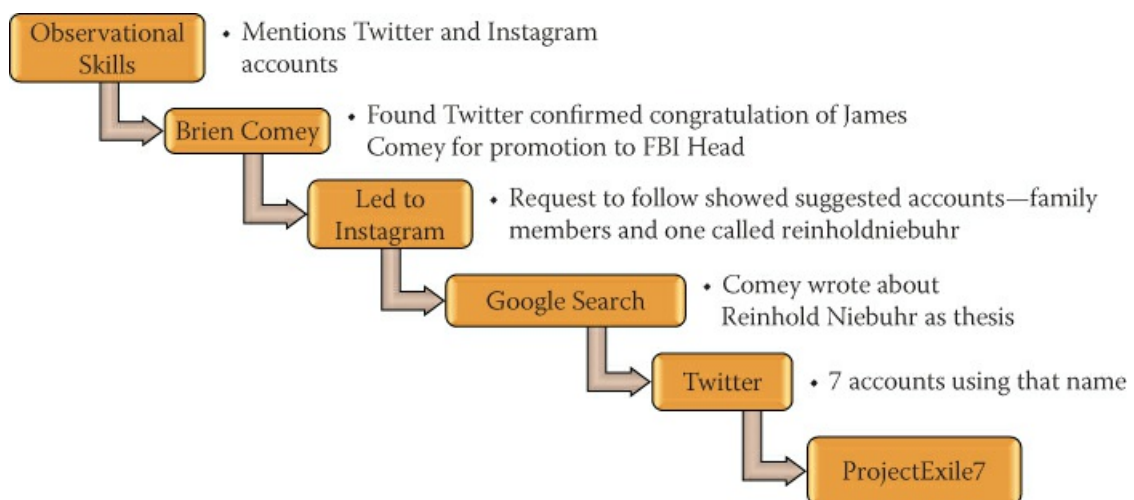 Observational
Skills
• Mentions Twitter and Instagram
accounts
Brien Comey
• Found Twitter confirmed congratulation of James
Comey for promotion to FBI Head
Led to
Instagram
• Request to follow showed suggested accounts—family
members and one called reinholdniebuhr
Google Search
• Comey wrote about
Reinhold Niebuhr as thesis
Twitter
• 7 accounts using that name
ProjectExile7